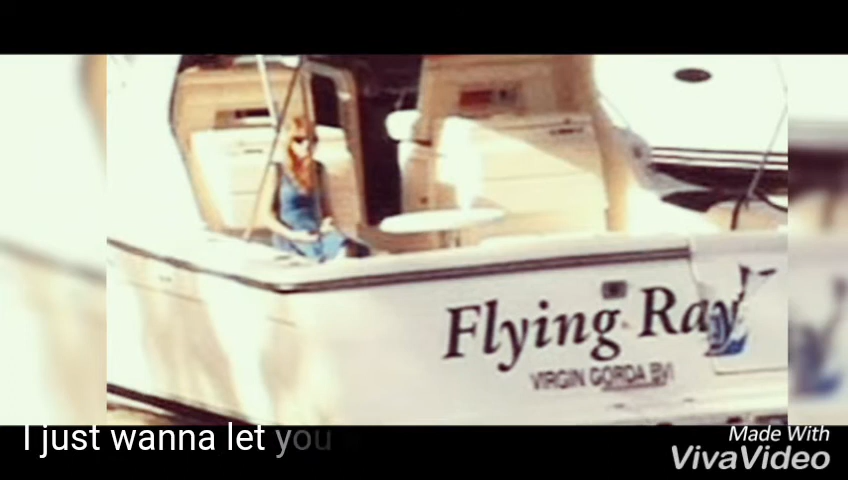 Flying Ray
VIRGIN GORDA BVI
I just wanna let you
Made With
VivaVideo